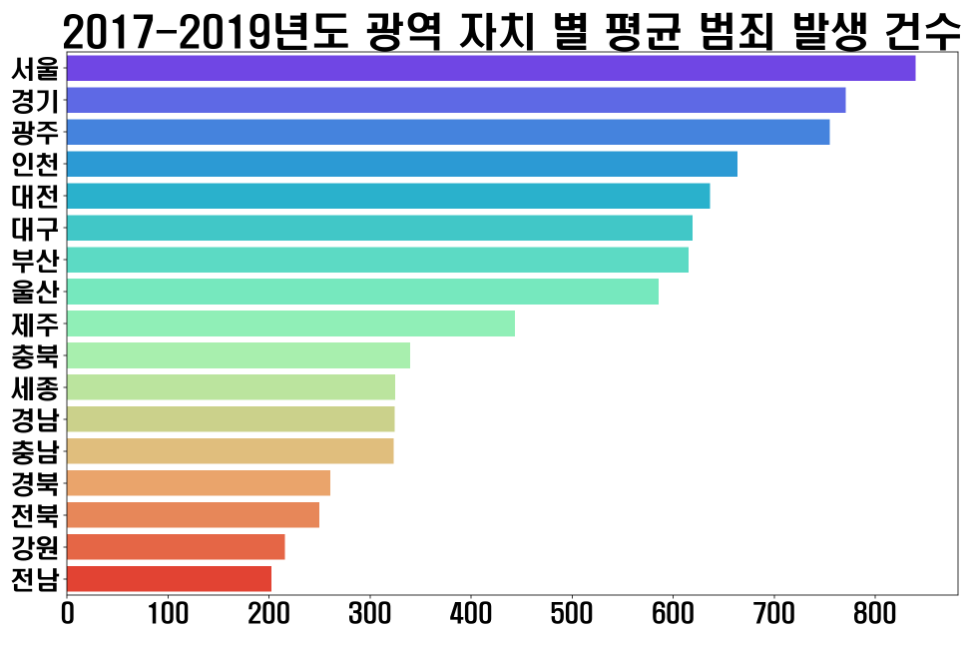 2017-2019년도 광역 자치 별 평균 범죄 발생 건수
서울
경기
광주
인천
대전
대구
부산
울산
제주
충북
세종
경남
충남
경북
전북
강원
전남
0 100 200 300 400 500 600 700 800